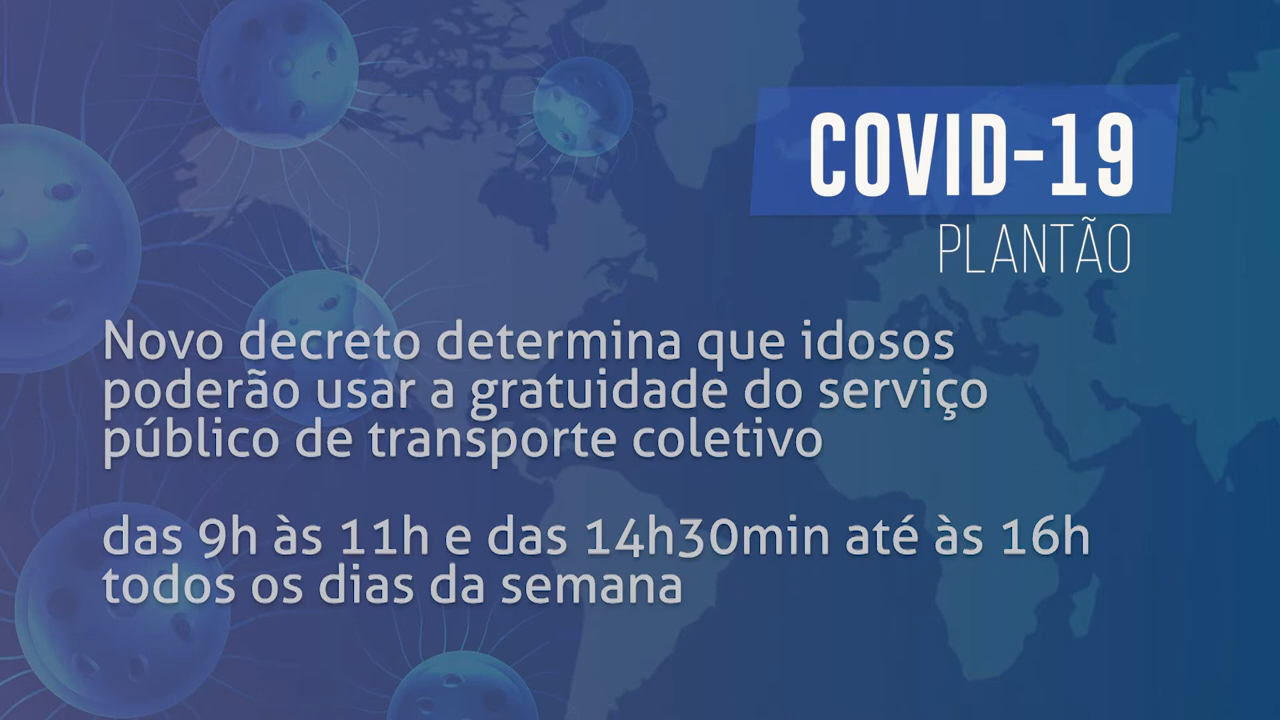 COVID-19
PLANTÃO
Novo decreto determina que idosos
poderão usar a gratuidade do serviço
público de transporte coletivo
das 9h às 11h e das 14h30min até às 16h
todos os dias da semana